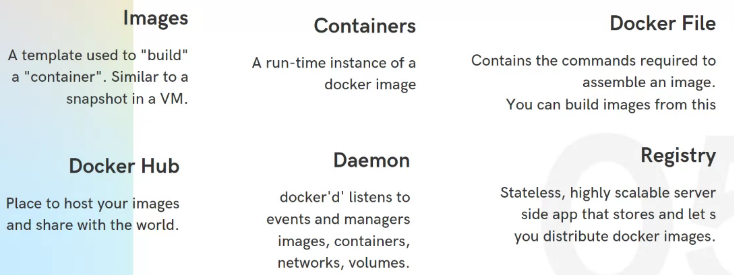 Images
A template used to "build"
a "container". Similar to a
snapshot in a VM.
Containers
A run-time instance of a
docker image
Docker File
Contains the commands required to
assemble an image.
You can build images from this
Docker Hub
Place to host your images
and share with the world.
Daemon
docker'd' listens to
events and managers
images, containers,
networks, volumes.
Registry
Stateless, highly scalable server
side app that stores and let s
you distribute docker images.
05